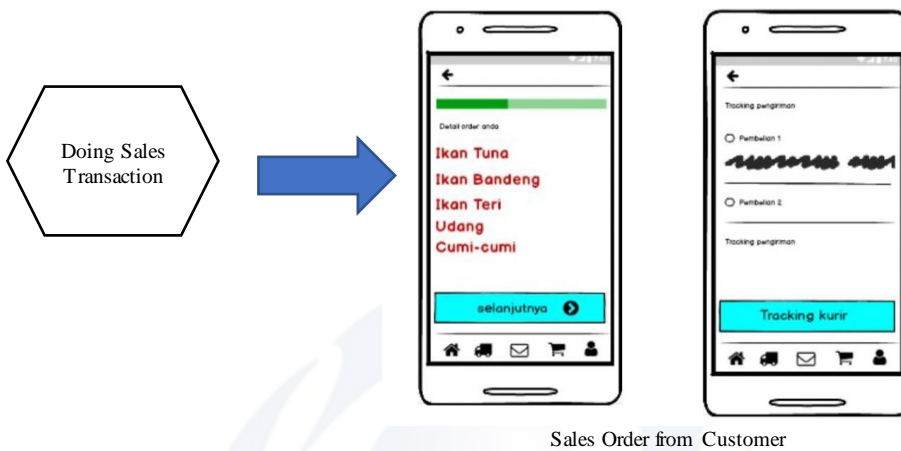 Doing Sales
Transaction
Detail order anda
Ikan Tuna
Ikan Bandeng
Ikan Teri
Udang
Cumi-cumi
selanjutnya
Tracking pengiriman
Pembelian 1
Pembelian 2
Tracking pengiriman
Tracking kurir
Sales Order from Customer